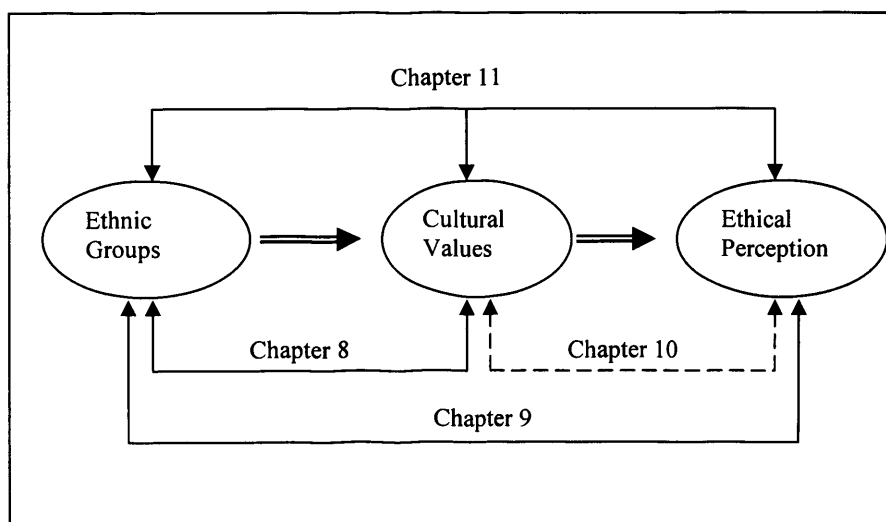 Chapter 11
Ethnic
Groups
Cultural
Values
Ethical
Perception
Chapter 8
Chapter 10
Chapter 9